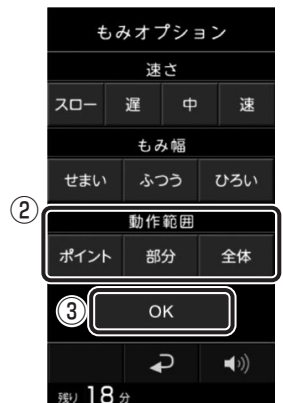 もみオプション
速さ
スロー 遅 中 速
もみ幅
せまい ふつう ひろい
②
動作範囲
ポイント 部分 全体
③ OK
残り 18 分